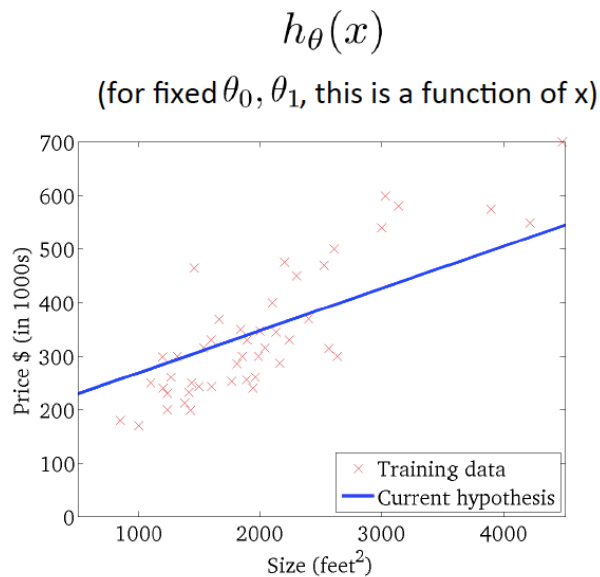 hθ(x)
(for fixed θ0, θ1, this is a function of x)
700
600
500
400
300
200
100
0
Price $ (in 1000s)
Training data
Current hypothesis
1000 2000 3000 4000
Size (feet²)